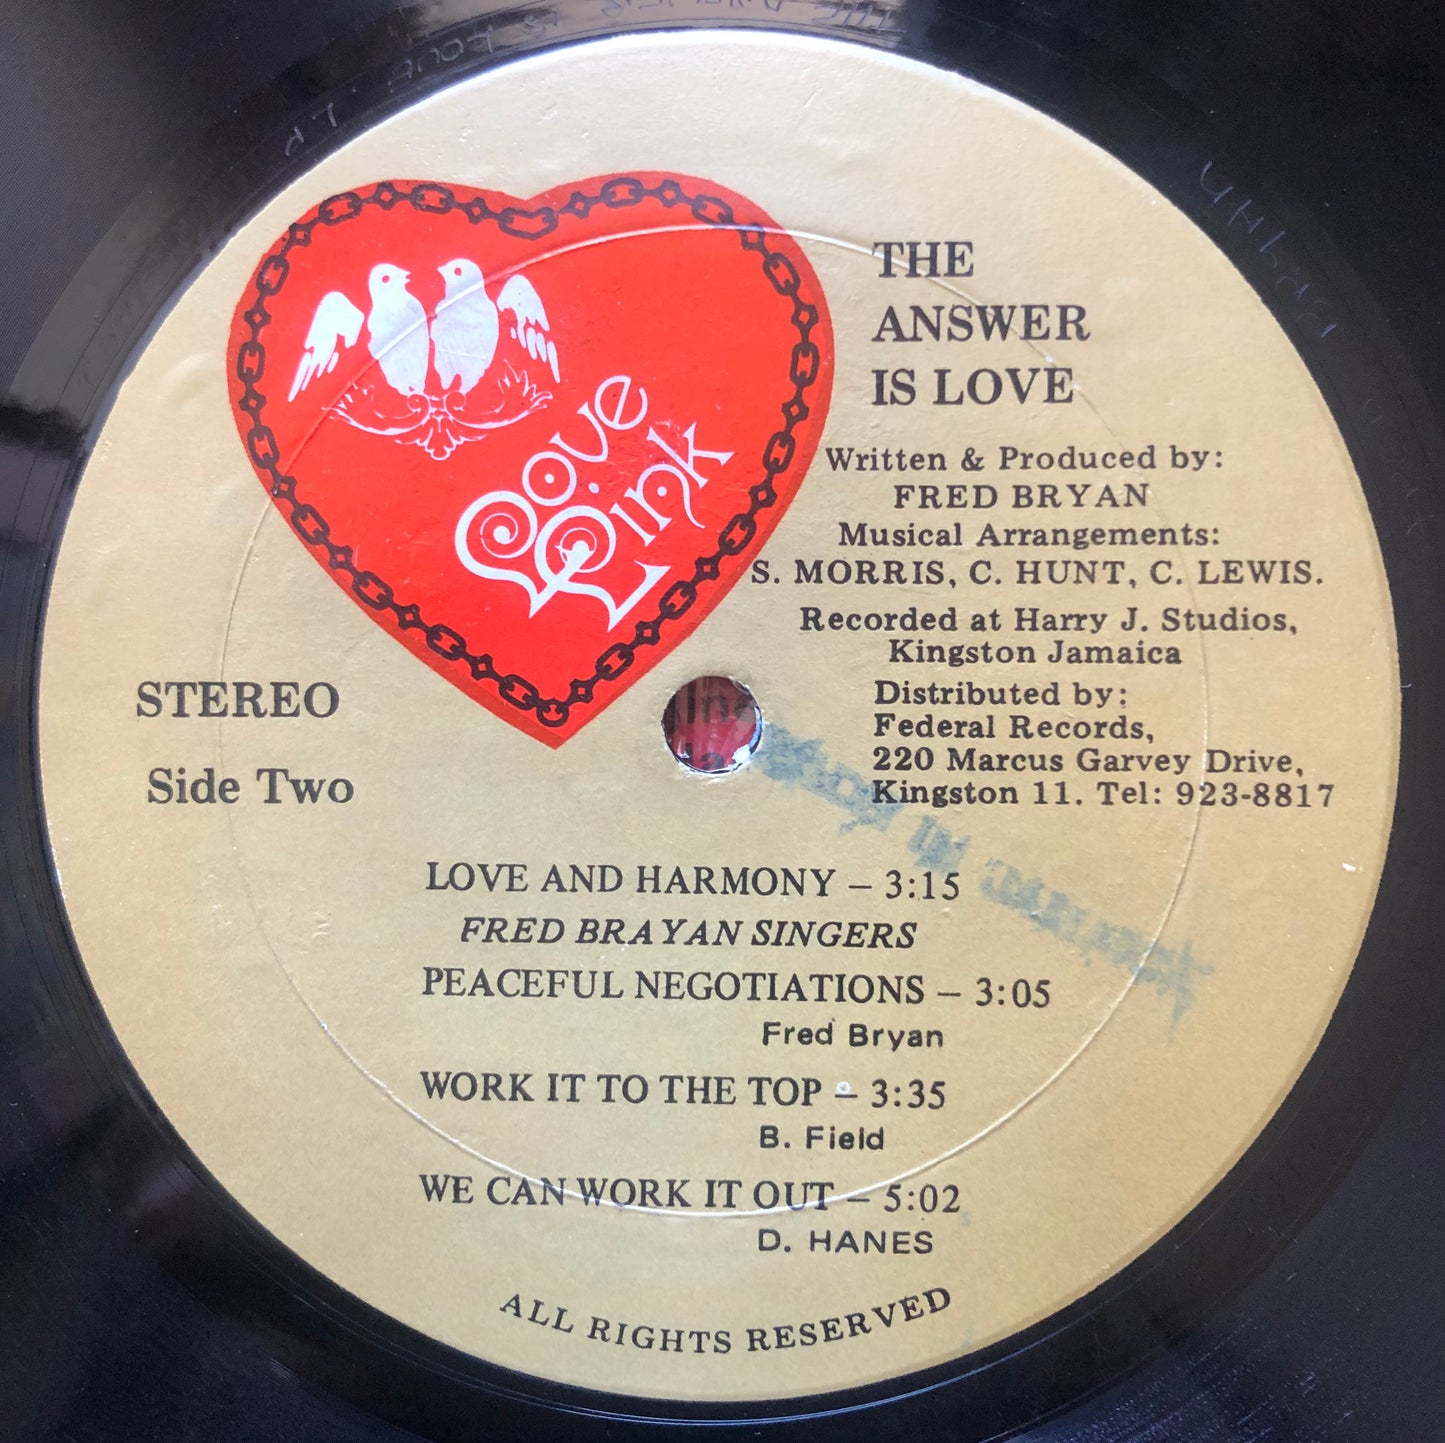 Love
Link
THE
ANSWER
IS LOVE
Written & Produced by:
FRED BRYAN
Musical Arrangements:
S. MORRIS, C. HUNT, C. LEWIS.
Recorded at Harry J. Studios,
Kingston Jamaica
Distributed by:
Federal Records,
220 Marcus Garvey Drive,
Kingston 11. Tel: 923-8817
STEREO
Side Two
LOVE AND HARMONY – 3:15
FRED BRAYAN SINGERS
PEACEFUL NEGOTIATIONS – 3:05
Fred Bryan
WORK IT TO THE TOP – 3:35
B. Field
WE CAN WORK IT OUT – 5:02
D. HANES
ALL RIGHTS RESERVED